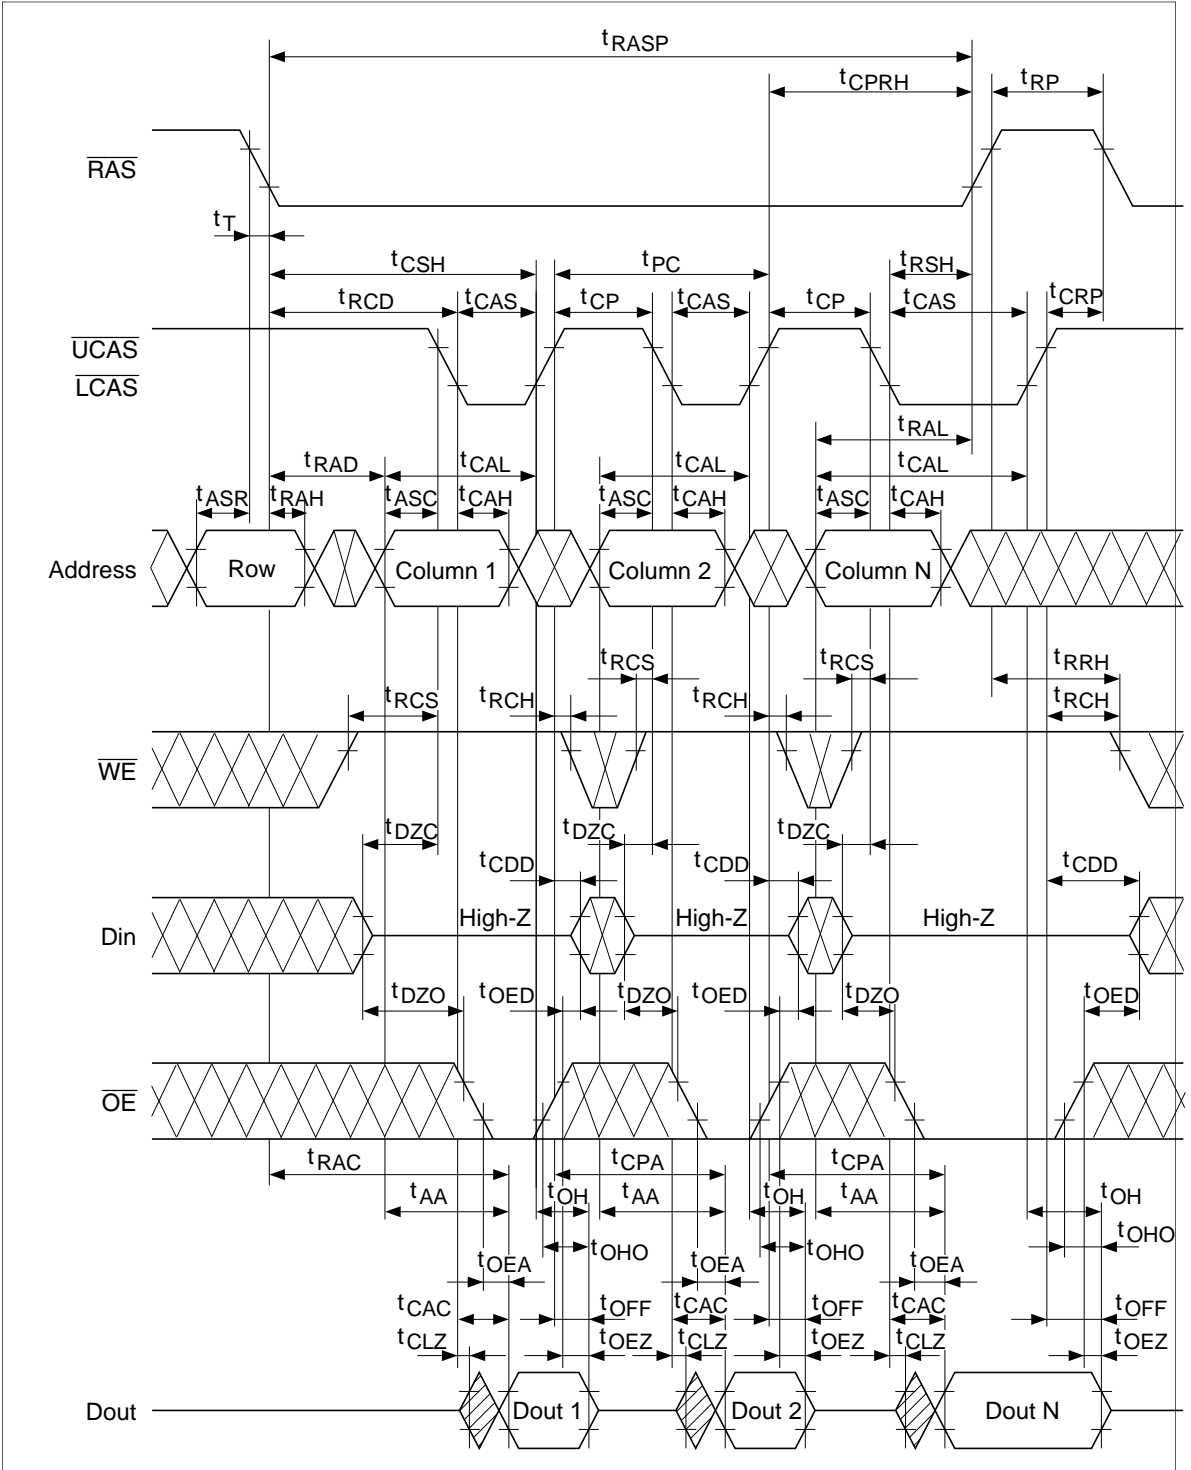 tRASP
tCPRH tRP
RAS
tT
tCSH tPC tRSH
tRCD tCAS tCP tCAS tCP tCAS tCRP
UCAS
LCAS
tRAL
tRAD tCAL tCAL tCAL
tASR tRAH tASC tCAH tASC tCAH tASC tCAH
Address Row Column 1 Column 2 Column N
tRCS tRCS tRRH
tRCS tRCH tRCH tRCH
WE
tDZC tDZC tDZC
tCDD tCDD tCDD
High-Z High-Z High-Z
Din
tDZO tOED tDZO tOED tDZO tOED
OE
tRAC tCPA tCPA
tAA tOH tAA tOH tAA tOH
tOHO tOHO tOHO
tOEA tOEA tOEA
tCAC tOFF tCAC tOFF tCAC tOFF
tCLZ tOEZ tCLZ tOEZ tCLZ tOEZ
Dout Dout 1 Dout 2 Dout N